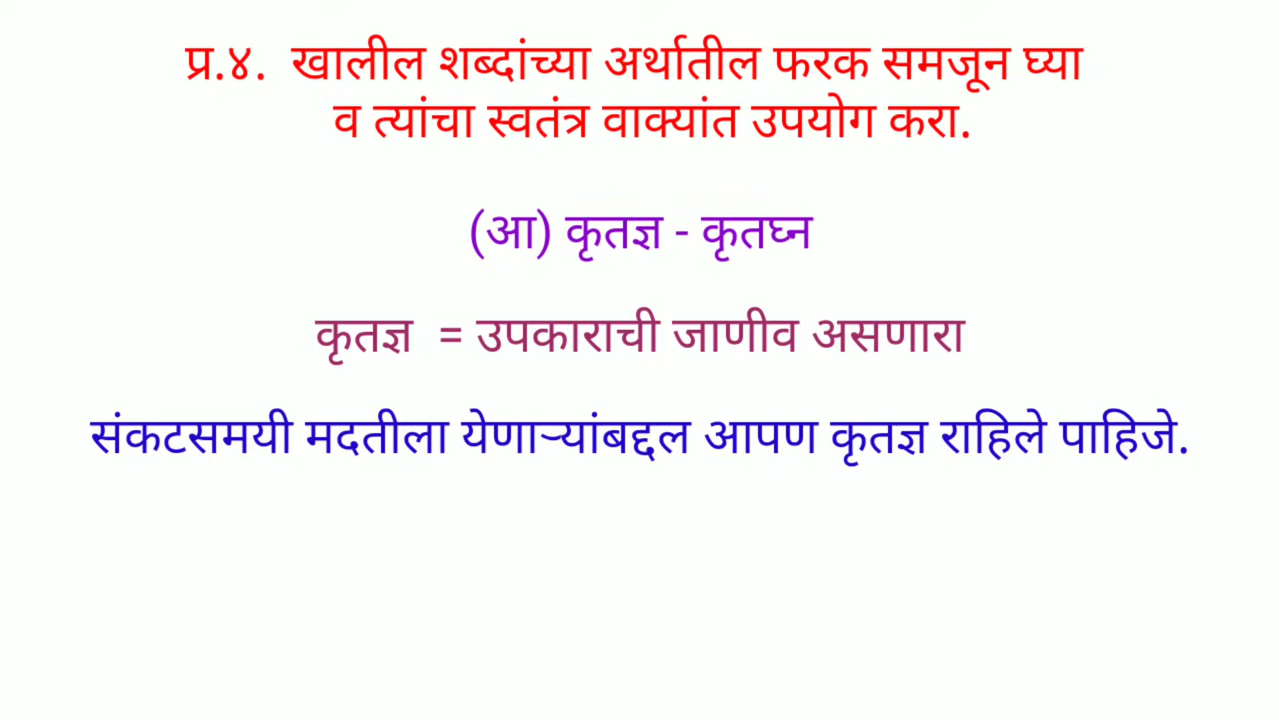 प्र.४. खालील शब्दांच्या अर्थातील फरक समजून घ्या
व त्यांचा स्वतंत्र वाक्यांत उपयोग करा.
(आ) कृतज्ञ - कृतघ्न
कृतज्ञ = उपकाराची जाणीव असणारा
संकटसमयी मदतीला येणाऱ्यांबद्दल आपण कृतज्ञ राहिले पाहिजे.